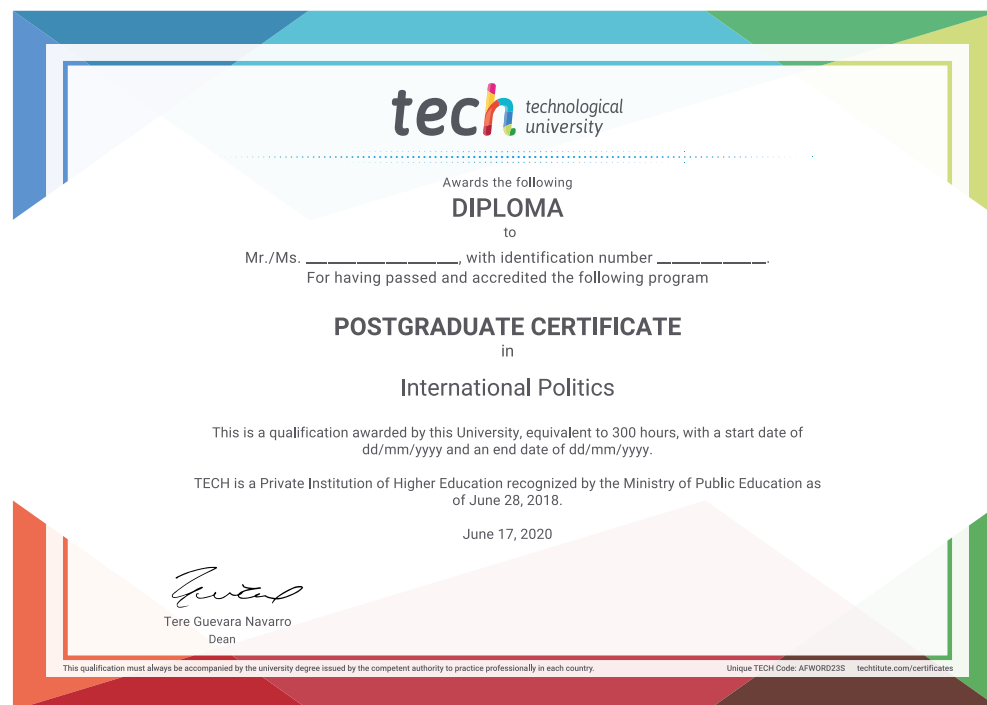 tech technological
university
Awards the following
DIPLOMA
to
Mr./Ms. ____________________, with identification number ______________.
For having passed and accredited the following program
POSTGRADUATE CERTIFICATE
in
International Politics
This is a qualification awarded by this University, equivalent to 300 hours, with a start date of
dd/mm/yyyy and an end date of dd/mm/yyyy.
TECH is a Private Institution of Higher Education recognized by the Ministry of Public Education as
of June 28, 2018.
June 17, 2020
Tere Guevara Navarro
Dean
This qualification must always be accompanied by the university degree issued by the competent authority to practice professionally in each country. Unique TECH Code: AFWORD23S techtitute.com/certificates